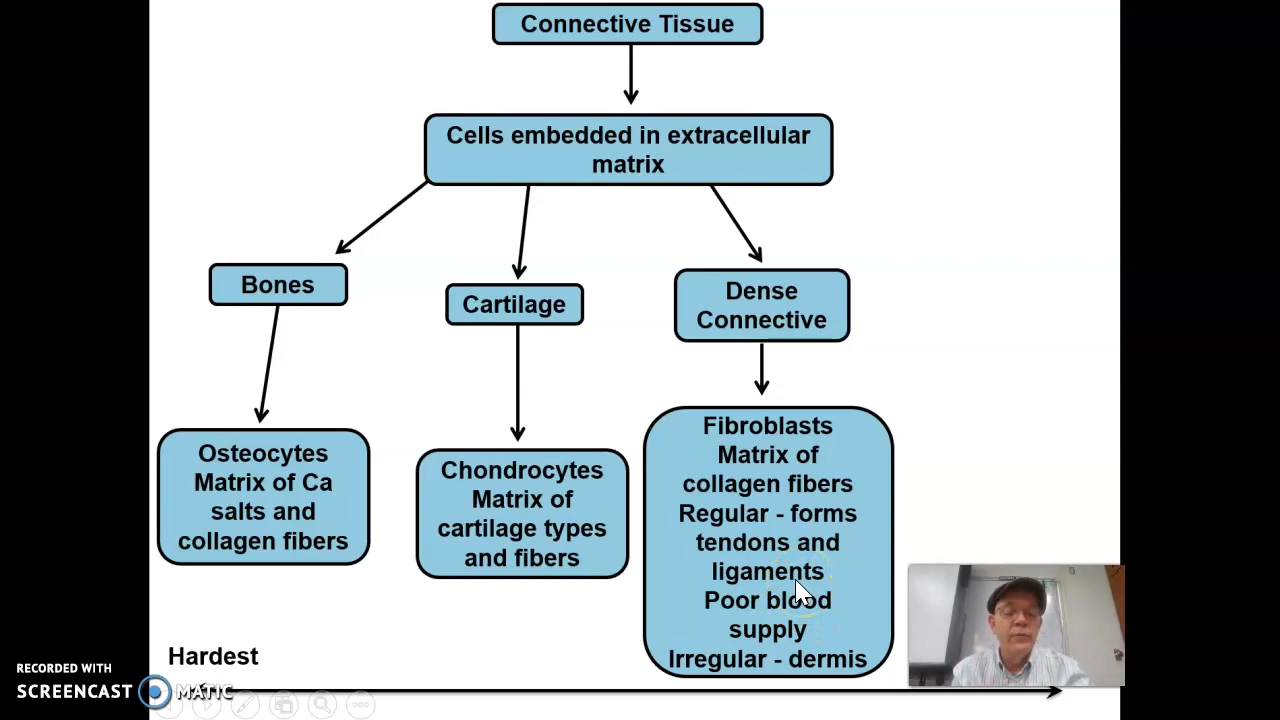 Connective Tissue
Cells embedded in extracellular
matrix
Bones
Cartilage
Dense
Connective
Osteocytes
Matrix of Ca
salts and
collagen fibers
Chondrocytes
Matrix of
cartilage types
and fibers
Fibroblasts
Matrix of
collagen fibers
Regular - forms
tendons and
ligaments
Poor blood
supply
Irregular - dermis
Hardest
RECORDED WITH
SCREENCAST MATIC